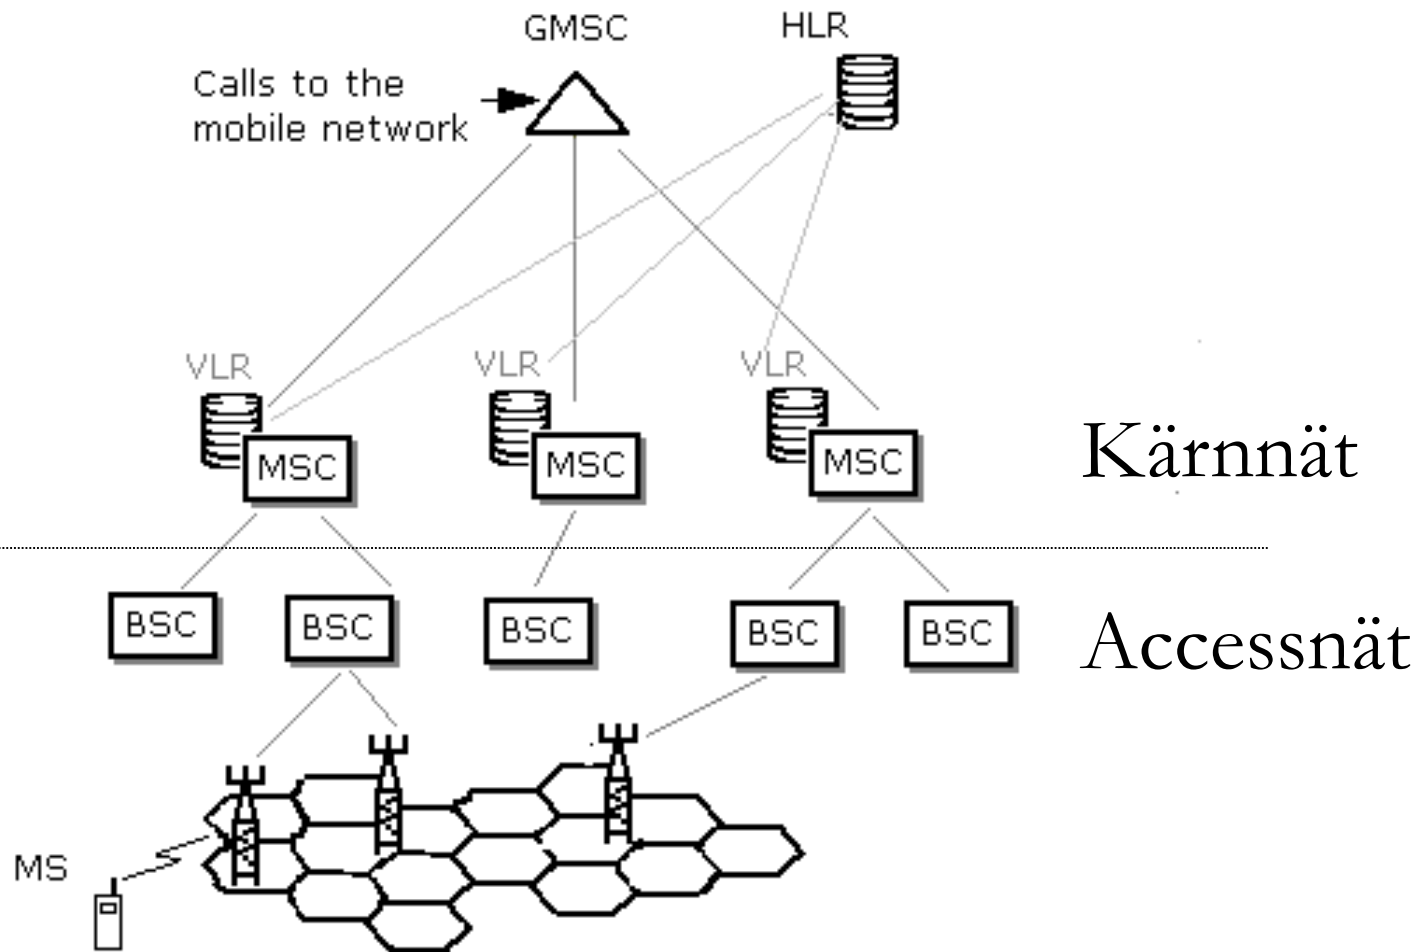 GMSC
HLR
Calls to the
mobile network
VLR
VLR
VLR
MSC
MSC
MSC
Kärnnät
BSC
BSC
BSC
BSC
BSC
Accessnät
MS